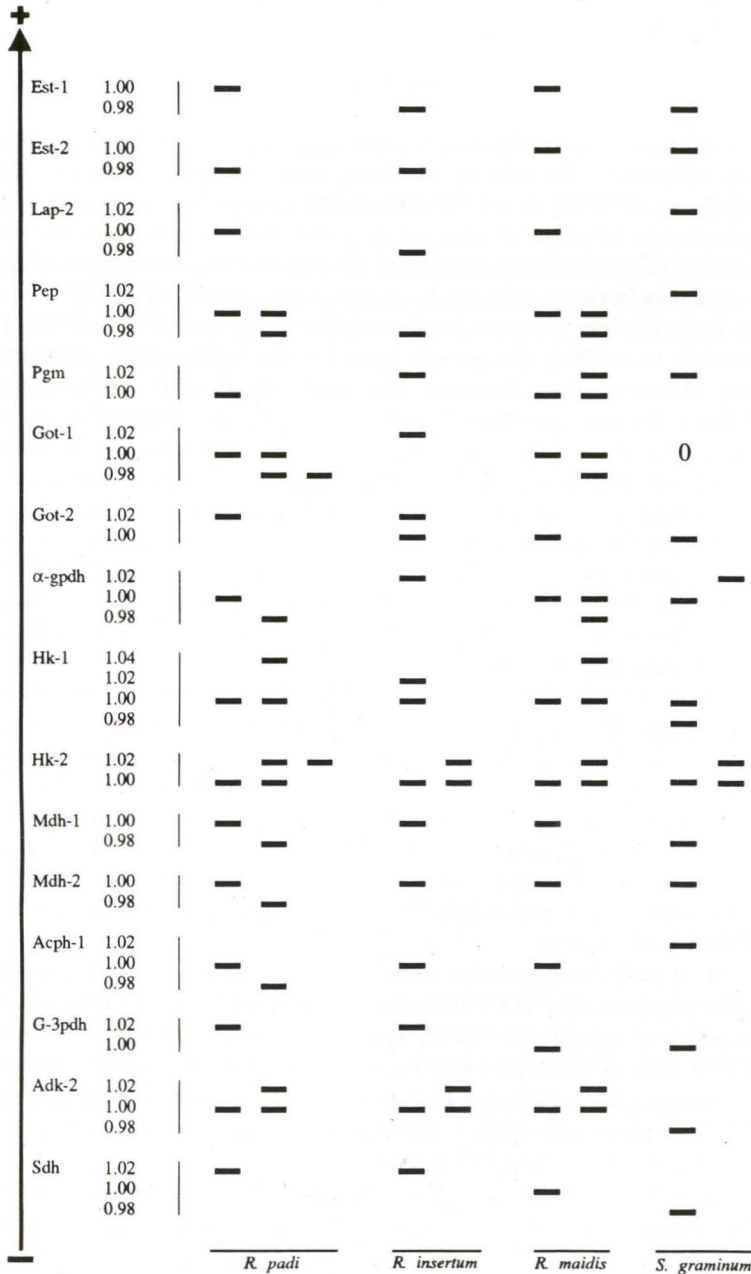 +
Est-1 1.00
0.98
Est-2 1.00
0.98
Lap-2 1.02
1.00
0.98
Pep 1.02
1.00
0.98
Pgm 1.02
1.00
Got-1 1.02
1.00 0
0.98
Got-2 1.02
1.00
α-gpdh 1.02
1.00
0.98
Hk-1 1.04
1.02
1.00
0.98
Hk-2 1.02
1.00
Mdh-1 1.00
0.98
Mdh-2 1.00
0.98
Acph-1 1.02
1.00
0.98
G-3pdh 1.02
1.00
Adk-2 1.02
1.00
0.98
Sdh 1.02
1.00
0.98
–
R. padi R. insertum R. maidis S. graminum